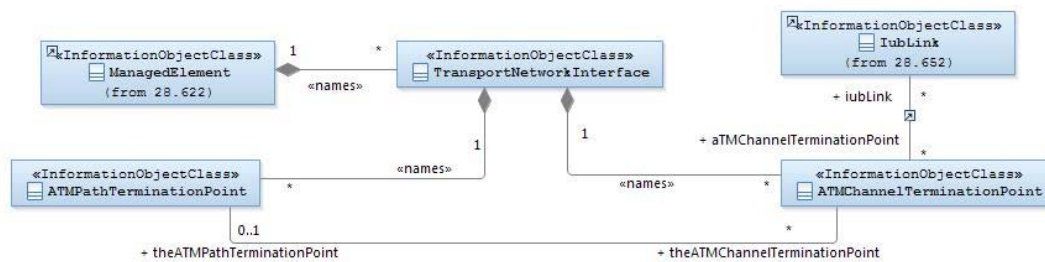 «InformationObjectClass»
ManagedElement
(from 28.622)
1
*
«names»
«InformationObjectClass»
TransportNetworkInterface
«InformationObjectClass»
IubLink
(from 28.652)
+ iubLink
*
+ aTMChannelTerminationPoint
*
1
«names»
*
1
«names»
*
«InformationObjectClass»
ATMPathTerminationPoint
«InformationObjectClass»
ATMChannelTerminationPoint
0..1
*
+ theATMPathTerminationPoint
+ theATMChannelTerminationPoint